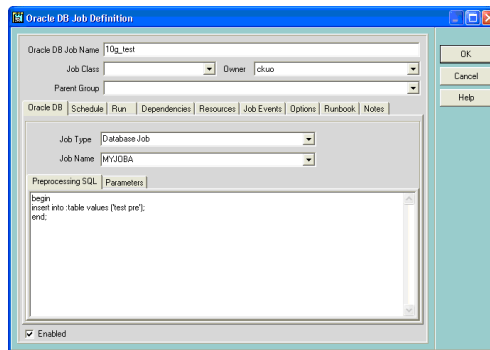 Oracle DB Job Definition
Oracle DB Job Name 10g_test
Job Class Owner ckuo
Parent Group
Oracle DB Schedule Run Dependencies Resources Job Events Options Runbook Notes
Job Type Database Job
Job Name MYJOBA
Preprocessing SQL Parameters
begin
insert into :table values ('test pre');
end;
Enabled
OK
Cancel
Help